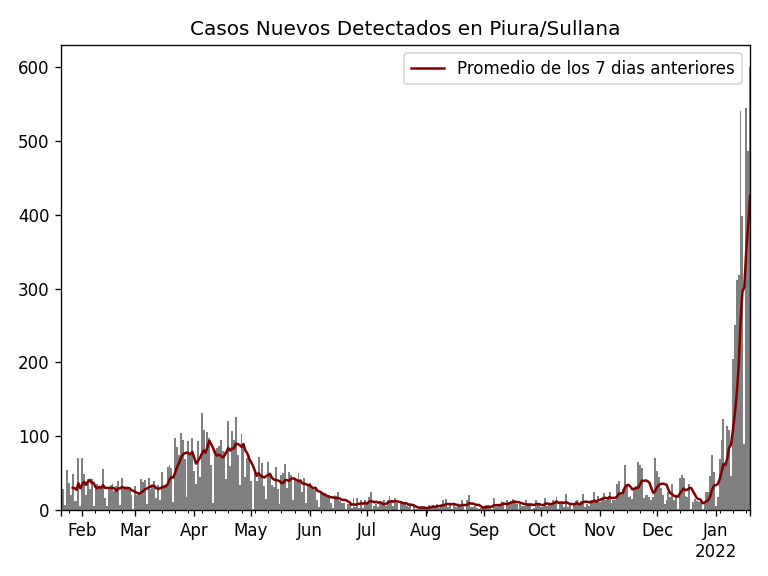 Casos Nuevos Detectados en Piura/Sullana
Promedio de los 7 dias anteriores
600
500
400
300
200
100
0
Feb Mar Apr May Jun Jul Aug Sep Oct Nov Dec Jan
2022